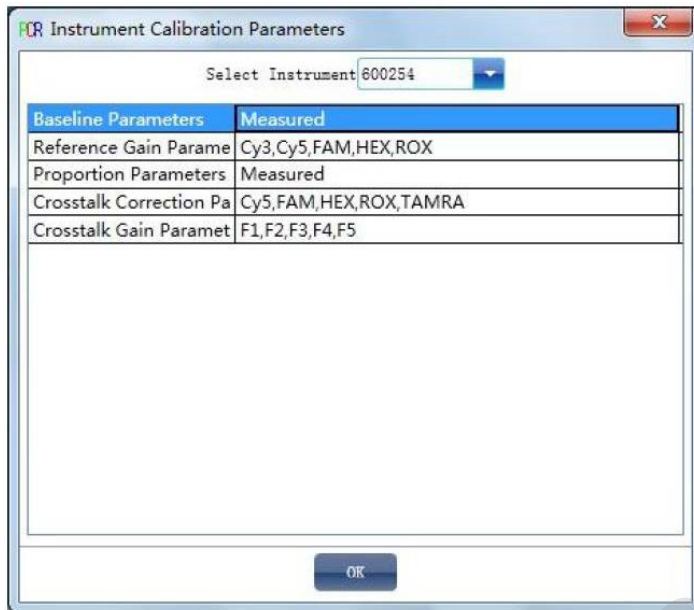 PCR Instrument Calibration Parameters
Select Instrument 600254
Baseline Parameters Measured
Reference Gain Parame Cy3,Cy5,FAM,HEX,ROX
Proportion Parameters Measured
Crosstalk Correction Pa Cy5,FAM,HEX,ROX,TAMRA
Crosstalk Gain Paramet F1,F2,F3,F4,F5
OK